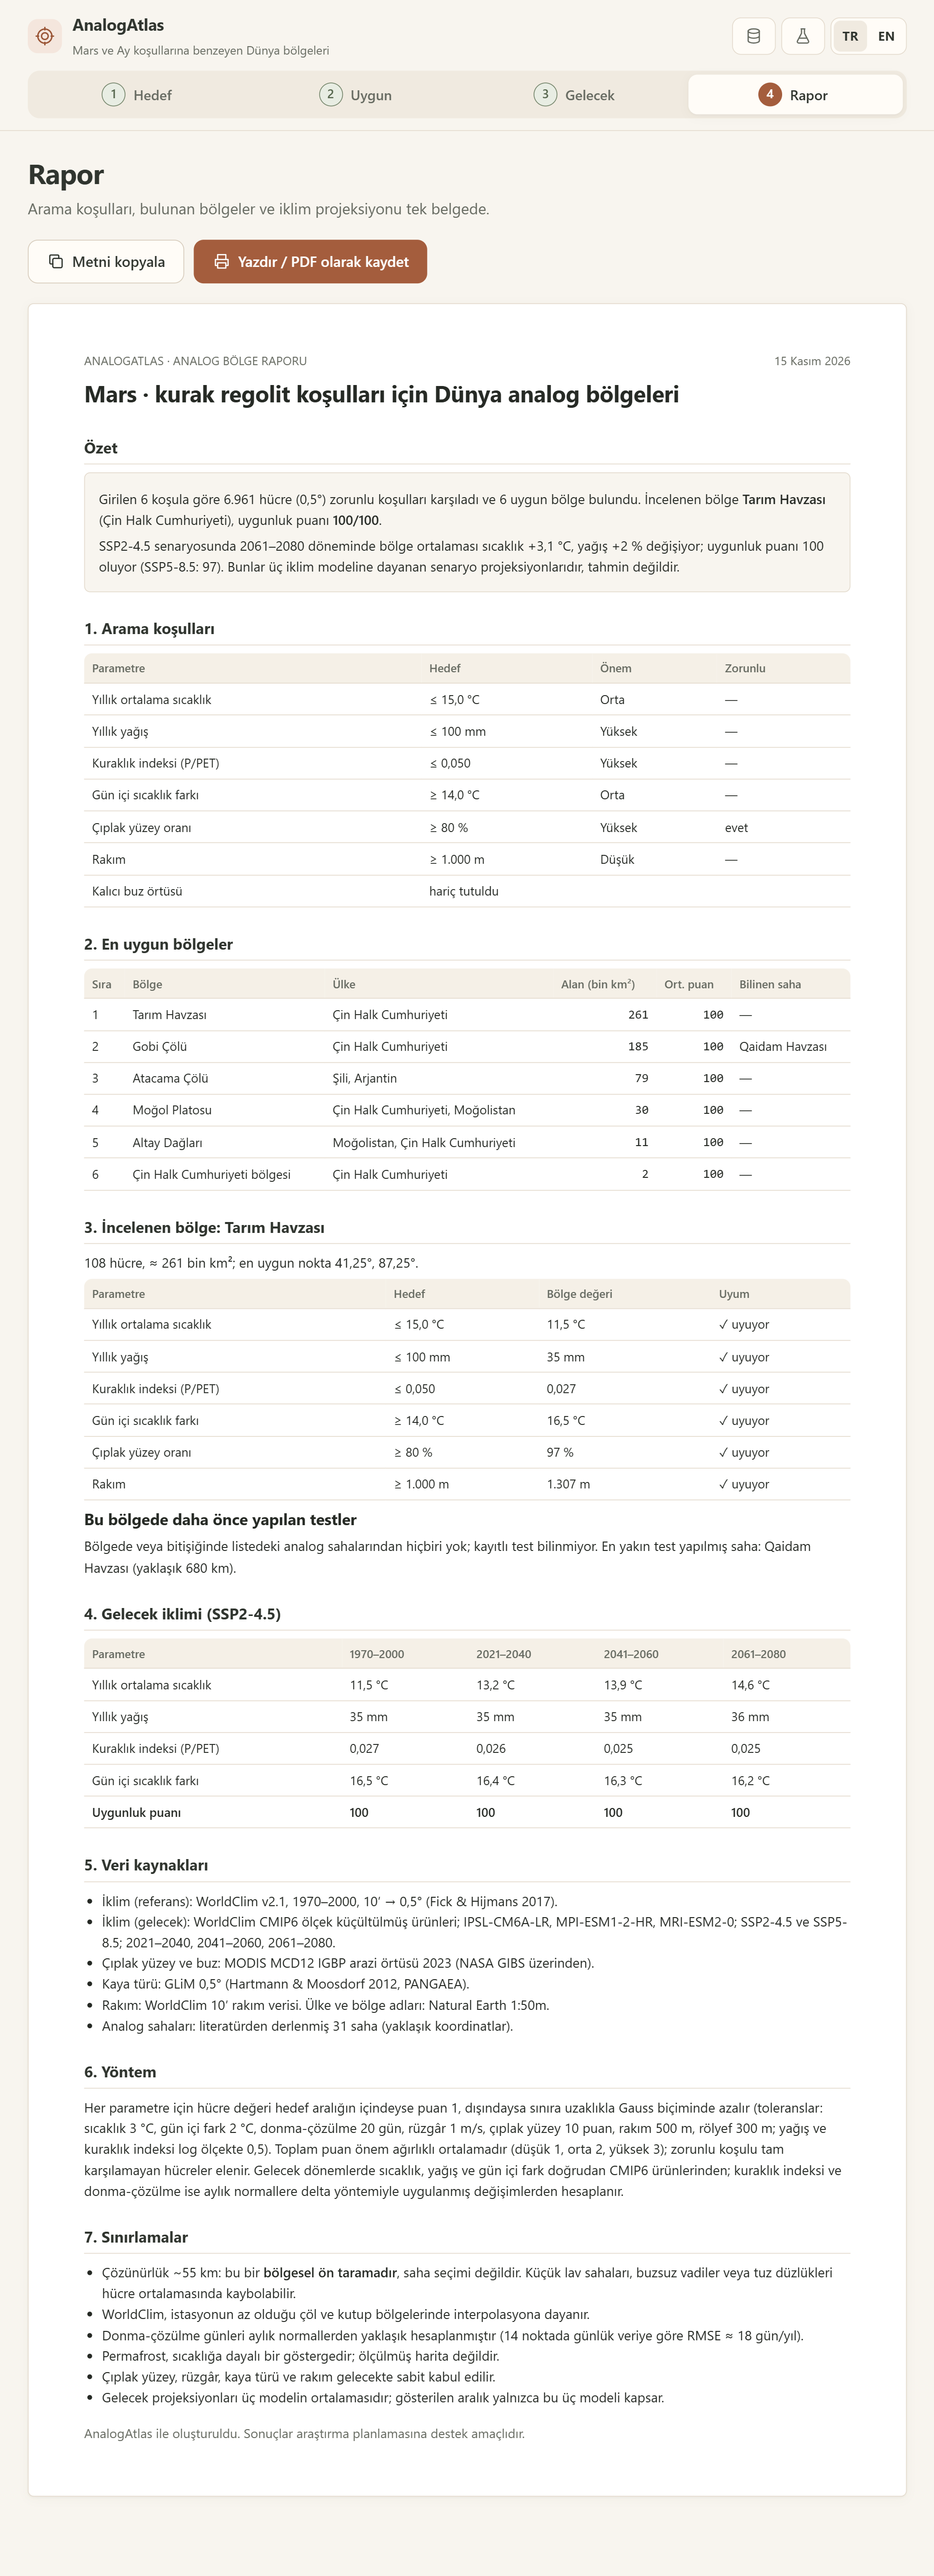 AnalogAtlas
Mars ve Ay koşullarına benzeyen Dünya bölgeleri
TR EN
1 Hedef
2 Uygun
3 Gelecek
4 Rapor
Rapor
Arama koşulları, bulunan bölgeler ve iklim projeksiyonu tek belgede.
Metni kopyala
Yazdır / PDF olarak kaydet
ANALOGATLAS · ANALOG BÖLGE RAPORU 15 Kasım 2026
Mars · kurak regolit koşulları için Dünya analog bölgeleri
Özet
Girilen 6 koşula göre 6.961 hücre (0,5°) zorunlu koşulları karşıladı ve 6 uygun bölge bulundu. İncelenen bölge Tarım Havzası
(Çin Halk Cumhuriyeti), uygunluk puanı 100/100.
SSP2-4.5 senaryosunda 2061–2080 döneminde bölge ortalaması sıcaklık +3,1 °C, yağış +2 % değişiyor; uygunluk puanı 100
oluyor (SSP5-8.5: 97). Bunlar üç iklim modeline dayanan senaryo projeksiyonlarıdır, tahmin değildir.
1. Arama koşulları
Parametre Hedef Önem Zorunlu
Yıllık ortalama sıcaklık ≤ 15,0 °C Orta —
Yıllık yağış ≤ 100 mm Yüksek —
Kuraklık indeksi (P/PET) ≤ 0,050 Yüksek —
Gün içi sıcaklık farkı ≥ 14,0 °C Orta —
Çıplak yüzey oranı ≥ 80 % Yüksek evet
Rakım ≥ 1.000 m Düşük —
Kalıcı buz örtüsü hariç tutuldu
2. En uygun bölgeler
Sıra Bölge Ülke Alan (bin km²) Ort. puan Bilinen saha
1 Tarım Havzası Çin Halk Cumhuriyeti 261 100 —
2 Gobi Çölü Çin Halk Cumhuriyeti 185 100 Qaidam Havzası
3 Atacama Çölü Şili, Arjantin 79 100 —
4 Moğol Platosu Çin Halk Cumhuriyeti, Moğolistan 30 100 —
5 Altay Dağları Moğolistan, Çin Halk Cumhuriyeti 11 100 —
6 Çin Halk Cumhuriyeti bölgesi Çin Halk Cumhuriyeti 2 100 —
3. İncelenen bölge: Tarım Havzası
108 hücre, ≈ 261 bin km²; en uygun nokta 41,25°, 87,25°.
Parametre Hedef Bölge değeri Uyum
Yıllık ortalama sıcaklık ≤ 15,0 °C 11,5 °C ✓ uyuyor
Yıllık yağış ≤ 100 mm 35 mm ✓ uyuyor
Kuraklık indeksi (P/PET) ≤ 0,050 0,027 ✓ uyuyor
Gün içi sıcaklık farkı ≥ 14,0 °C 16,5 °C ✓ uyuyor
Çıplak yüzey oranı ≥ 80 % 97 % ✓ uyuyor
Rakım ≥ 1.000 m 1.307 m ✓ uyuyor
Bu bölgede daha önce yapılan testler
Bölgede veya bitişiğinde listedeki analog sahalarından hiçbiri yok; kayıtlı test bilinmiyor. En yakın test yapılmış saha: Qaidam
Havzası (yaklaşık 680 km).
4. Gelecek iklimi (SSP2-4.5)
Parametre 1970–2000 2021–2040 2041–2060 2061–2080
Yıllık ortalama sıcaklık 11,5 °C 13,2 °C 13,9 °C 14,6 °C
Yıllık yağış 35 mm 35 mm 35 mm 36 mm
Kuraklık indeksi (P/PET) 0,027 0,026 0,025 0,025
Gün içi sıcaklık farkı 16,5 °C 16,4 °C 16,3 °C 16,2 °C
Uygunluk puanı 100 100 100 100
5. Veri kaynakları
• İklim (referans): WorldClim v2.1, 1970–2000, 10′ → 0,5° (Fick & Hijmans 2017).
• İklim (gelecek): WorldClim CMIP6 ölçek küçültülmüş ürünleri; IPSL-CM6A-LR, MPI-ESM1-2-HR, MRI-ESM2-0; SSP2-4.5 ve SSP5-
8.5; 2021–2040, 2041–2060, 2061–2080.
• Çıplak yüzey ve buz: MODIS MCD12 IGBP arazi örtüsü 2023 (NASA GIBS üzerinden).
• Kaya türü: GLiM 0,5° (Hartmann & Moosdorf 2012, PANGAEA).
• Rakım: WorldClim 10′ rakım verisi. Ülke ve bölge adları: Natural Earth 1:50m.
• Analog sahaları: literatürden derlenmiş 31 saha (yaklaşık koordinatlar).
6. Yöntem
Her parametre için hücre değeri hedef aralığın içindeyse puan 1, dışındaysa sınıra uzaklıkla Gauss biçiminde azalır (toleranslar:
sıcaklık 3 °C, gün içi fark 2 °C, donma-çözülme 20 gün, rüzgâr 1 m/s, çıplak yüzey 10 puan, rakım 500 m, rölyef 300 m; yağış ve
kuraklık indeksi log ölçekte 0,5). Toplam puan önem ağırlıklı ortalamadır (düşük 1, orta 2, yüksek 3); zorunlu koşulu tam
karşılamayan hücreler elenir. Gelecek dönemlerde sıcaklık, yağış ve gün içi fark doğrudan CMIP6 ürünlerinden; kuraklık indeksi ve
donma-çözülme ise aylık normallere delta yöntemiyle uygulanmış değişimlerden hesaplanır.
7. Sınırlamalar
• Çözünürlük ~55 km: bu bir bölgesel ön taramadır, saha seçimi değildir. Küçük lav sahaları, buzsuz vadiler veya tuz düzlükleri
hücre ortalamasında kaybolabilir.
• WorldClim, istasyonun az olduğu çöl ve kutup bölgelerinde interpolasyona dayanır.
• Donma-çözülme günleri aylık normallerden yaklaşık hesaplanmıştır (14 noktada günlük veriye göre RMSE ≈ 18 gün/yıl).
• Permafrost, sıcaklığa dayalı bir göstergedir; ölçülmüş harita değildir.
• Çıplak yüzey, rüzgâr, kaya türü ve rakım gelecekte sabit kabul edilir.
• Gelecek projeksiyonları üç modelin ortalamasıdır; gösterilen aralık yalnızca bu üç modeli kapsar.
AnalogAtlas ile oluşturuldu. Sonuçlar araştırma planlamasına destek amaçlıdır.